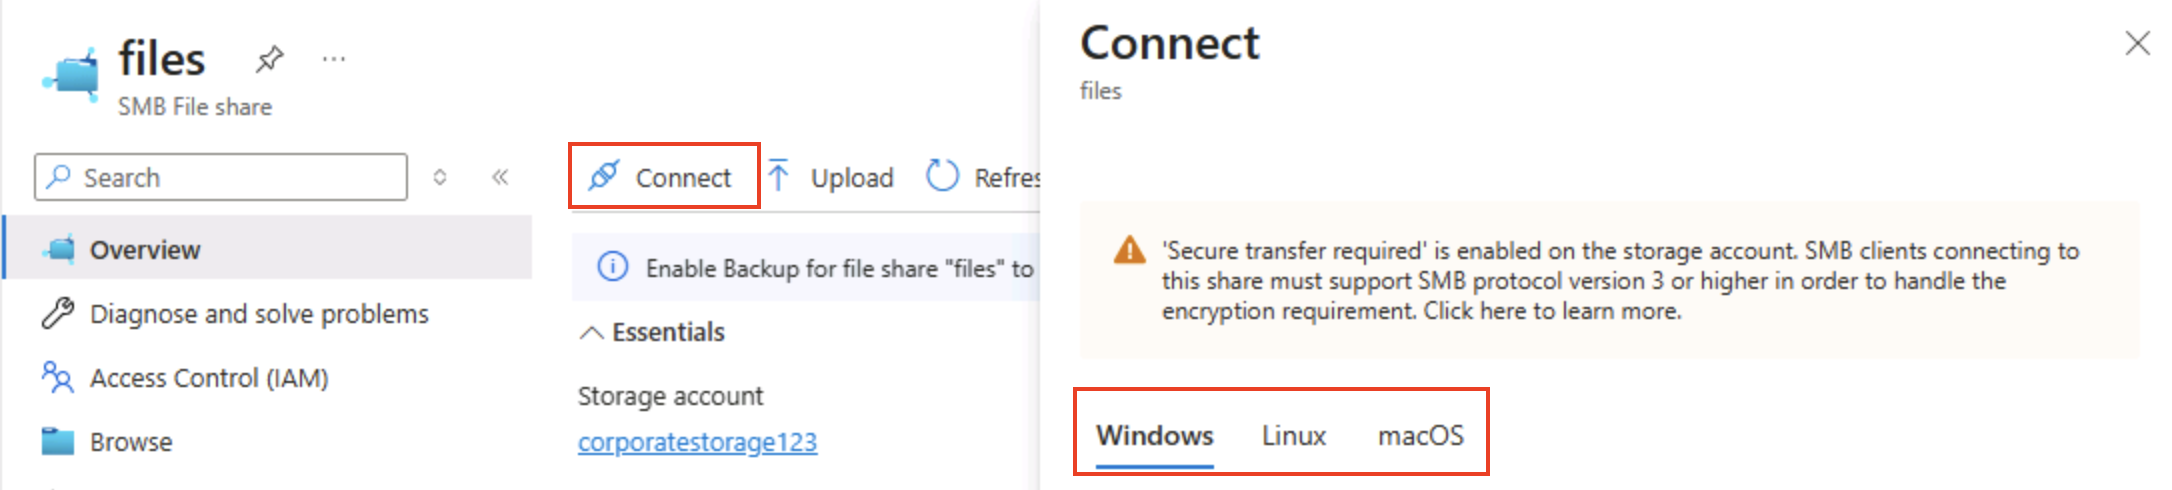 files
SMB File share
Search
Overview
Diagnose and solve problems
Access Control (IAM)
Browse
Connect
Upload
Refres
Enable Backup for file share "files" to
Essentials
Storage account
corporatestorage123
Connect
files
'Secure transfer required' is enabled on the storage account. SMB clients connecting to
this share must support SMB protocol version 3 or higher in order to handle the
encryption requirement. Click here to learn more.
Windows
Linux
macOS